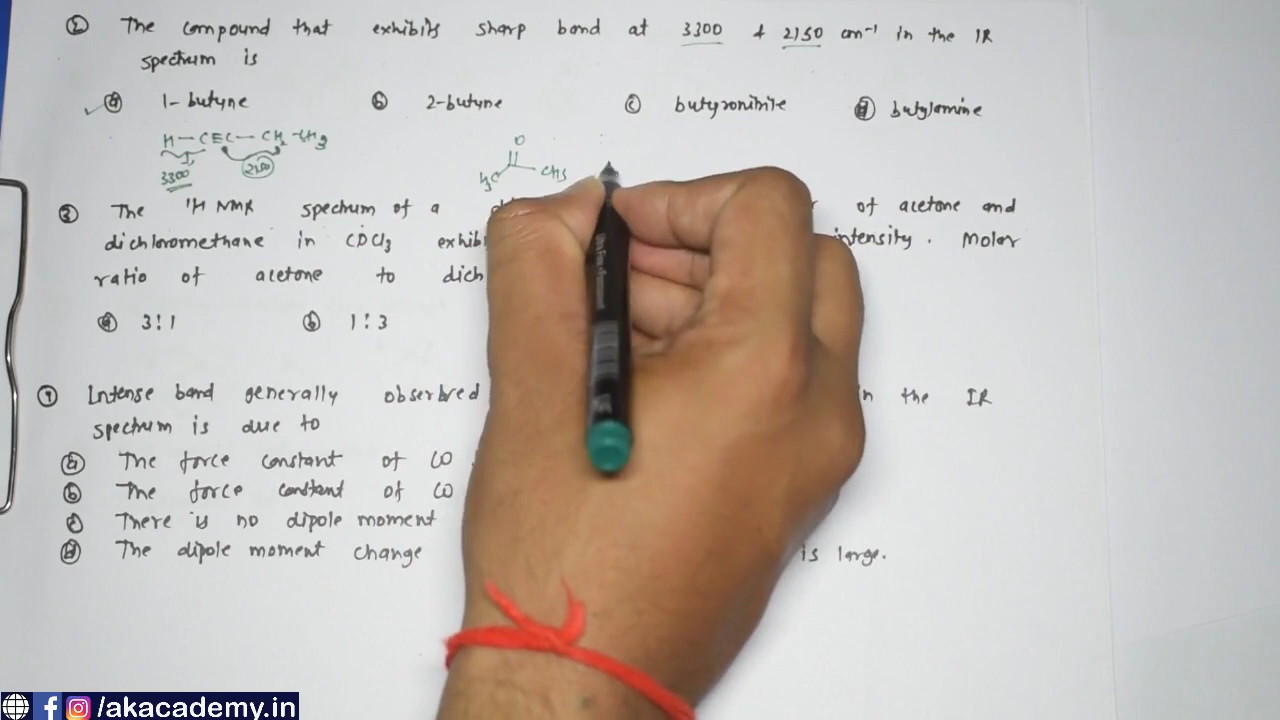 ② The compound that exhibits sharp bond at 3300 & 2150 cm⁻¹ in the IR
spectrum is
ⓐ 1-butyne ⓑ 2-butyne ⓒ butyronitrile ⓓ butylamine
H-C≡C-CH₂-CH₃
3300 2150
O
H₃C CH₃
③ The ¹H NMR spectrum of a of acetone and
dichloromethane in CDCl₃ exhibi intensity. Molar
ratio of acetone to dich
ⓐ 3:1 ⓑ 1:3
④ Intense band generally observed in the IR
spectrum is due to
ⓐ The force constant of CO
ⓑ The force constant of CO
ⓒ There is no dipole moment
ⓓ The dipole moment change is large.
/akacademy.in